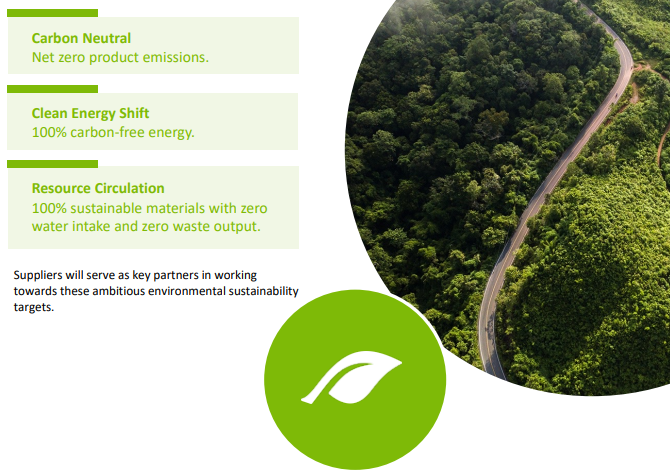 Carbon Neutral
Net zero product emissions.
Clean Energy Shift
100% carbon-free energy.
Resource Circulation
100% sustainable materials with zero
water intake and zero waste output.
Suppliers will serve as key partners in working
towards these ambitious environmental sustainability
targets.